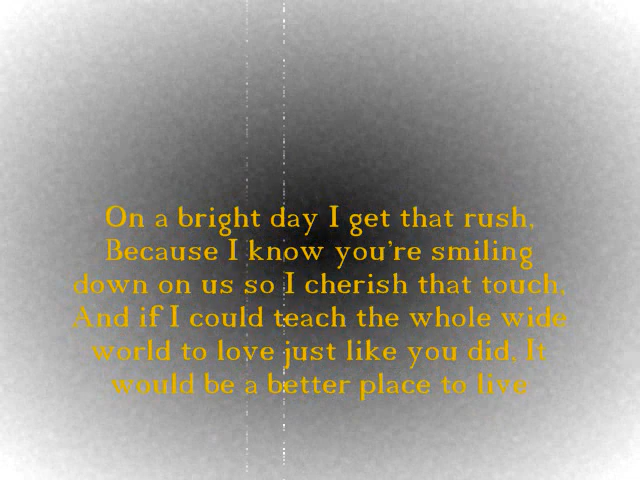 On a bright day I get that rush,
Because I know you're smiling
down on us so I cherish that touch,
And if I could teach the whole wide
world to love just like you did, It
would be a better place to live